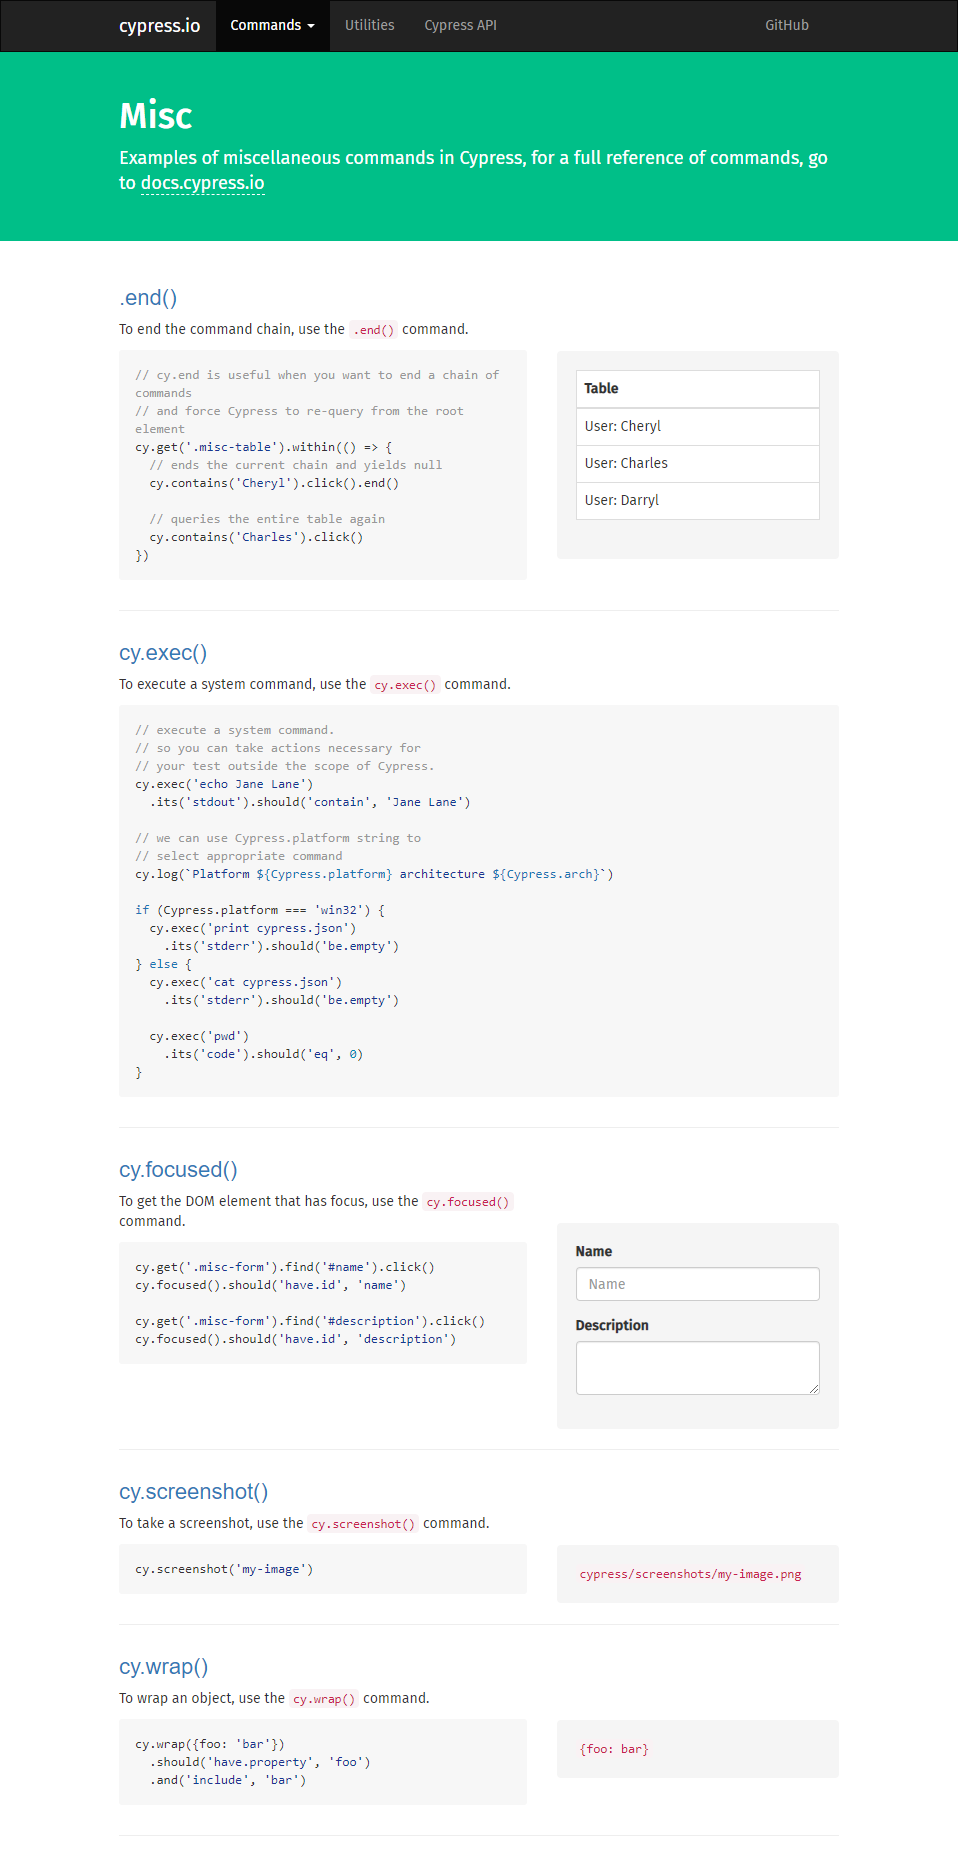 cypress.io Commands Utilities Cypress API GitHub
Misc
Examples of miscellaneous commands in Cypress, for a full reference of commands, go
to docs.cypress.io
.end()
To end the command chain, use the .end() command.
// cy.end is useful when you want to end a chain of
commands
// and force Cypress to re-query from the root
element
cy.get('.misc-table').within(() => {
  // ends the current chain and yields null
  cy.contains('Cheryl').click().end()

  // queries the entire table again
  cy.contains('Charles').click()
})
Table
User: Cheryl
User: Charles
User: Darryl
cy.exec()
To execute a system command, use the cy.exec() command.
// execute a system command.
// so you can take actions necessary for
// your test outside the scope of Cypress.
cy.exec('echo Jane Lane')
  .its('stdout').should('contain', 'Jane Lane')

// we can use Cypress.platform string to
// select appropriate command
cy.log(`Platform ${Cypress.platform} architecture ${Cypress.arch}`)

if (Cypress.platform === 'win32') {
  cy.exec('print cypress.json')
    .its('stderr').should('be.empty')
} else {
  cy.exec('cat cypress.json')
    .its('stderr').should('be.empty')

  cy.exec('pwd')
    .its('code').should('eq', 0)
}
cy.focused()
To get the DOM element that has focus, use the cy.focused()
command.
cy.get('.misc-form').find('#name').click()
cy.focused().should('have.id', 'name')

cy.get('.misc-form').find('#description').click()
cy.focused().should('have.id', 'description')
Name
Name
Description
cy.screenshot()
To take a screenshot, use the cy.screenshot() command.
cy.screenshot('my-image')
cypress/screenshots/my-image.png
cy.wrap()
To wrap an object, use the cy.wrap() command.
cy.wrap({foo: 'bar'})
  .should('have.property', 'foo')
  .and('include', 'bar')
{foo: bar}